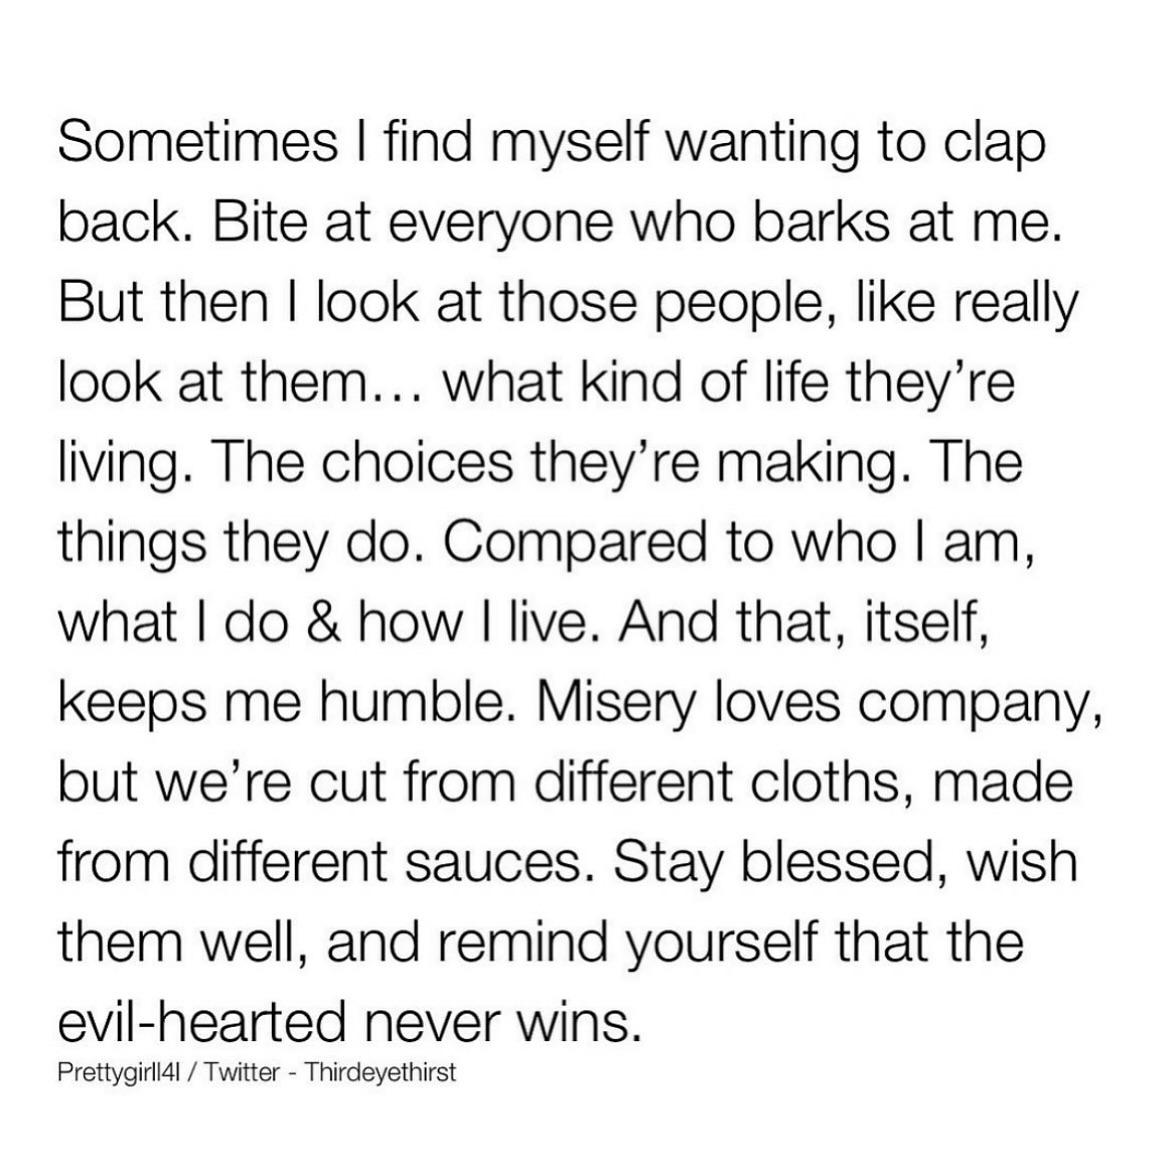 Sometimes I find myself wanting to clap
back. Bite at everyone who barks at me.
But then I look at those people, like really
look at them... what kind of life they’re
living. The choices they’re making. The
things they do. Compared to who I am,
what I do & how I live. And that, itself,
keeps me humble. Misery loves company,
but we’re cut from different cloths, made
from different sauces. Stay blessed, wish
them well, and remind yourself that the
evil-hearted never wins.
Prettygirll4l / Twitter - Thirdeyethirst